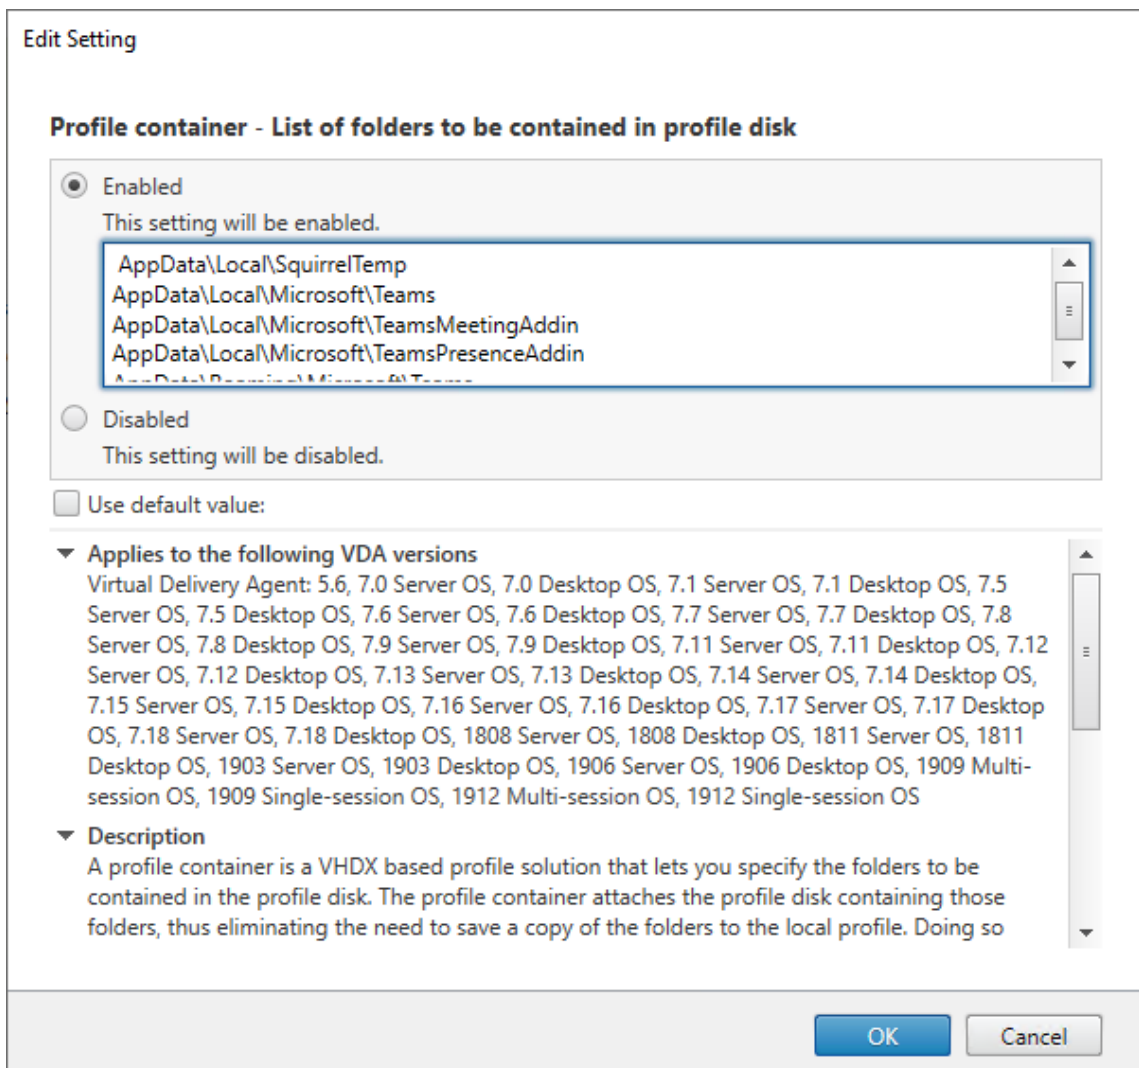 Edit Setting
Profile container - List of folders to be contained in profile disk
Enabled
This setting will be enabled.
AppData\Local\SquirrelTemp
AppData\Local\Microsoft\Teams
AppData\Local\Microsoft\TeamsMeetingAddin
AppData\Local\Microsoft\TeamsPresenceAddin
AppData\Roaming\Microsoft\Teams
Disabled
This setting will be disabled.
Use default value:
Applies to the following VDA versions
Virtual Delivery Agent: 5.6, 7.0 Server OS, 7.0 Desktop OS, 7.1 Server OS, 7.1 Desktop OS, 7.5
Server OS, 7.5 Desktop OS, 7.6 Server OS, 7.6 Desktop OS, 7.7 Server OS, 7.7 Desktop OS, 7.8
Server OS, 7.8 Desktop OS, 7.9 Server OS, 7.9 Desktop OS, 7.11 Server OS, 7.11 Desktop OS, 7.12
Server OS, 7.12 Desktop OS, 7.13 Server OS, 7.13 Desktop OS, 7.14 Server OS, 7.14 Desktop OS,
7.15 Server OS, 7.15 Desktop OS, 7.16 Server OS, 7.16 Desktop OS, 7.17 Server OS, 7.17 Desktop
OS, 7.18 Server OS, 7.18 Desktop OS, 1808 Server OS, 1808 Desktop OS, 1811 Server OS, 1811
Desktop OS, 1903 Server OS, 1903 Desktop OS, 1906 Server OS, 1906 Desktop OS, 1909 Multi-
session OS, 1909 Single-session OS, 1912 Multi-session OS, 1912 Single-session OS
Description
A profile container is a VHDX based profile solution that lets you specify the folders to be
contained in the profile disk. The profile container attaches the profile disk containing those
folders, thus eliminating the need to save a copy of the folders to the local profile. Doing so
OK
Cancel